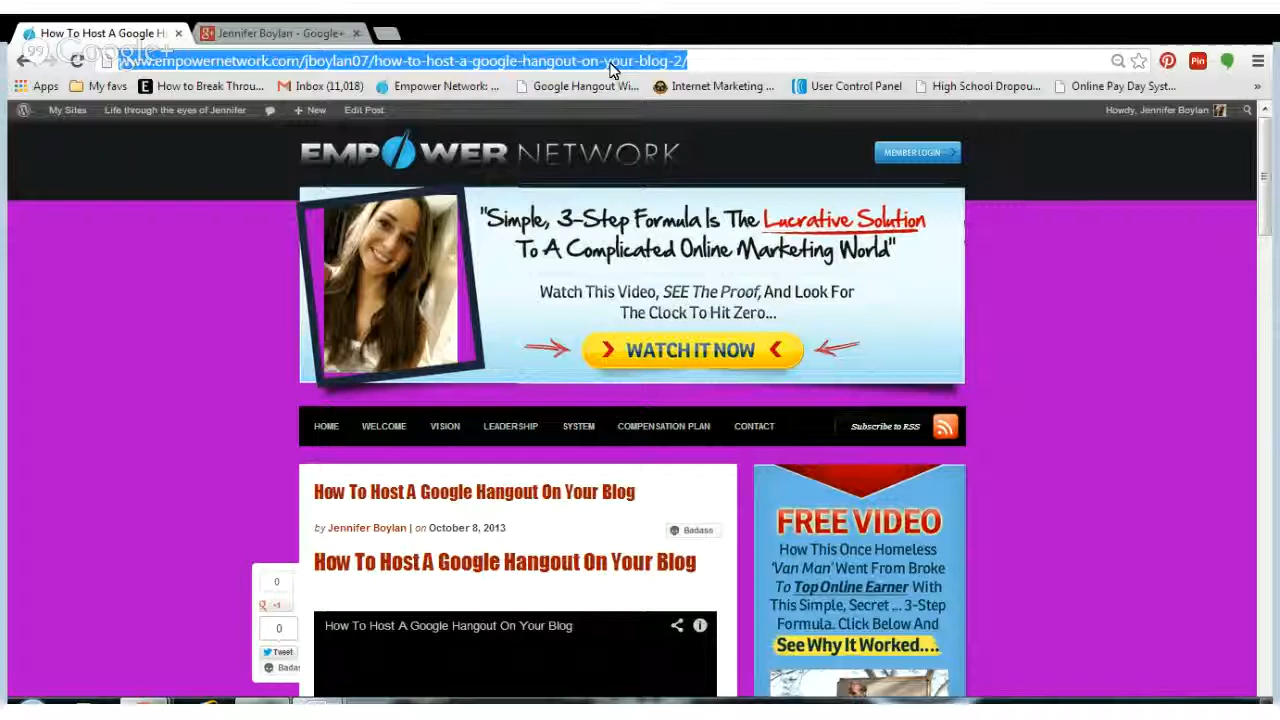 How To Host A Google H
Jennifer Boylan - Google+
Google+
www.empowernetwork.com/jboylan07/how-to-host-a-google-hangout-on-your-blog-2/
Apps
My favs
How to Break Throu...
Inbox (11,018)
Empower Network: ...
Google Hangout Wi...
Internet Marketing ...
User Control Panel
High School Dropou...
Online Pay Day Syst...
»
My Sites
Life through the eyes of Jennifer
+ New
Edit Post
Howdy, Jennifer Boylan
EMPOWER NETWORK
MEMBER LOGIN
"Simple, 3-Step Formula Is The Lucrative Solution
To A Complicated Online Marketing World"
Watch This Video, SEE The Proof, And Look For
The Clock To Hit Zero...
WATCH IT NOW
HOME
WELCOME
VISION
LEADERSHIP
SYSTEM
COMPENSATION PLAN
CONTACT
Subscribe to RSS
How To Host A Google Hangout On Your Blog
by Jennifer Boylan | on October 8, 2013
Badass
How To Host A Google Hangout On Your Blog
0
+1
0
Tweet
Badas
How To Host A Google Hangout On Your Blog
FREE VIDEO
How This Once Homeless
'Van Man' Went From Broke
To Top Online Earner With
This Simple, Secret ... 3-Step
Formula. Click Below And
See Why It Worked....